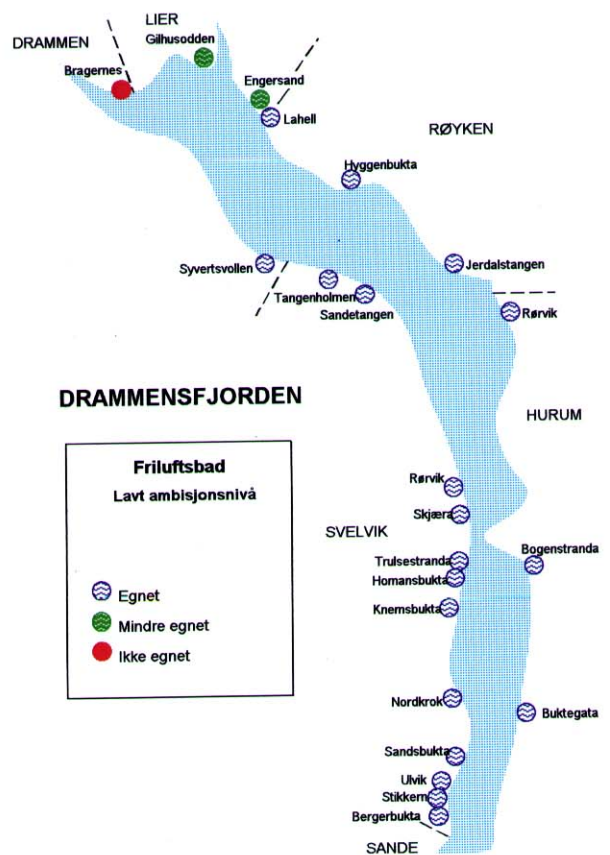 LIER
DRAMMEN
Gilhusodden
Bragernes
Engersand
Lahell
RØYKEN
Hyggenbukta
Syvertsvollen
Jerdalstangen
Tangenholmen
Sandetangen
Rørvik
DRAMMENSFJORDEN
HURUM
Friluftsbad
Lavt ambisjonsnivå
Egnet
Mindre egnet
Ikke egnet
Rørvik
Skjæra
SVELVIK
Bogenstranda
Trulsestranda
Homansbukta
Knemsbukta
Nordkrok
Buktegata
Sandsbukta
Ulvik
Stikkern
Bergerbukta
SANDE